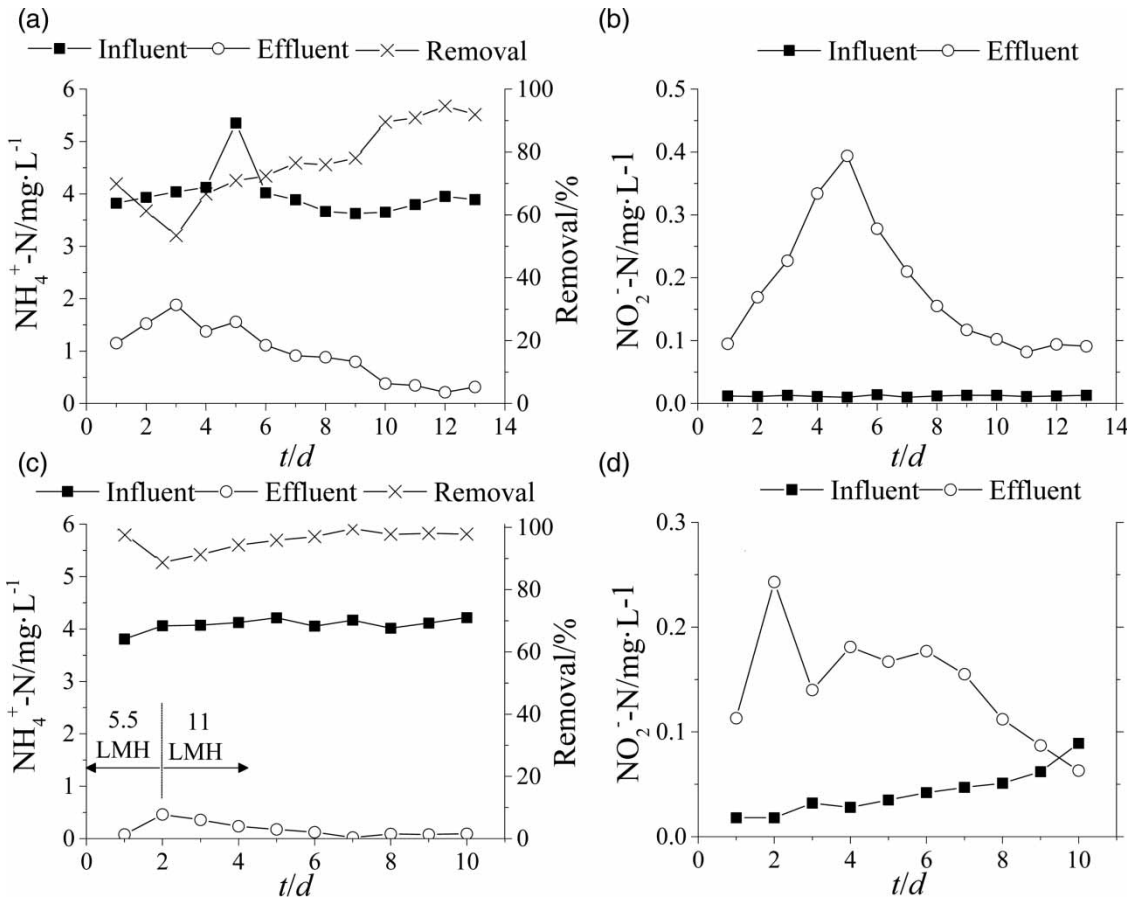 (a)
Influent Effluent Removal
NH₄⁺-N/mg·L⁻¹
6
5
4
3
2
1
0
100
80
60
40
20
0
Removal/%
0 2 4 6 8 10 12 14
t/d
(b)
Influent Effluent
NO₂⁻-N/mg·L-1
0.5
0.4
0.3
0.2
0.1
0.0
0 2 4 6 8 10 12 14
t/d
(c)
Influent Effluent Removal
NH₄⁺-N/mg·L⁻¹
6
5
4
3
2
1
0
5.5 11
LMH LMH
100
80
60
40
20
0
Removal/%
0 2 4 6 8 10
t/d
(d)
Influent Effluent
NO₂⁻-N/mg·L-1
0.3
0.2
0.1
0.0
0 2 4 6 8 10
t/d